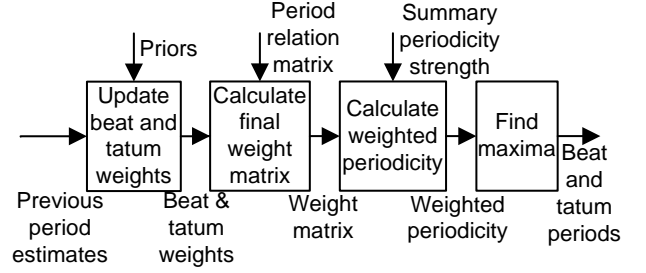 Priors
Period
relation
matrix
Summary
periodicity
strength
Update
beat and
tatum
weights
Calculate
final
weight
matrix
Calculate
weighted
periodicity
Find
maxima
Previous
period
estimates
Beat &
tatum
weights
Weight
matrix
Weighted
periodicity
Beat
and
tatum
periods